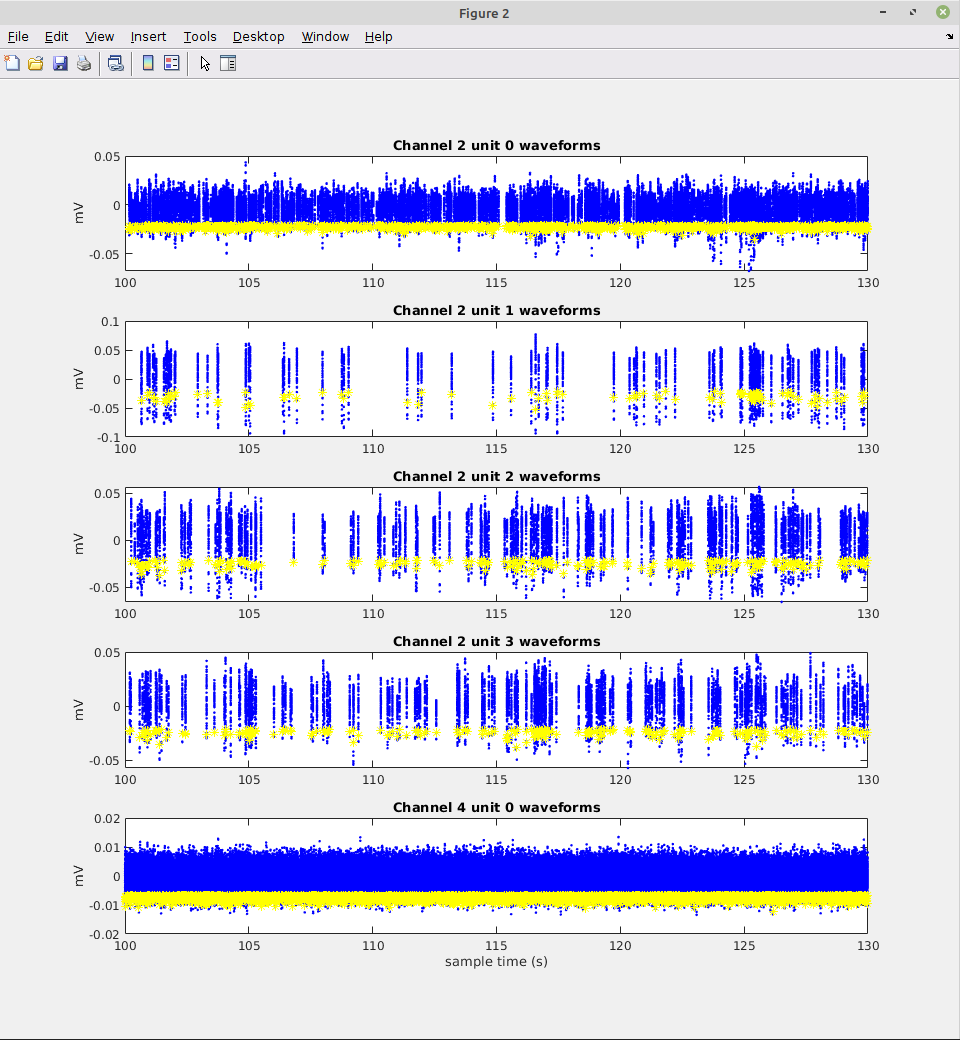 Figure 2
File Edit View Insert Tools Desktop Window Help
Channel 2 unit 0 waveforms
0.05
0
-0.05
mV
100 105 110 115 120 125 130
Channel 2 unit 1 waveforms
0.1
0.05
0
-0.05
-0.1
mV
100 105 110 115 120 125 130
Channel 2 unit 2 waveforms
0.05
0
-0.05
mV
100 105 110 115 120 125 130
Channel 2 unit 3 waveforms
0.05
0
-0.05
mV
100 105 110 115 120 125 130
Channel 4 unit 0 waveforms
0.02
0.01
0
-0.01
-0.02
mV
100 105 110 115 120 125 130
sample time (s)